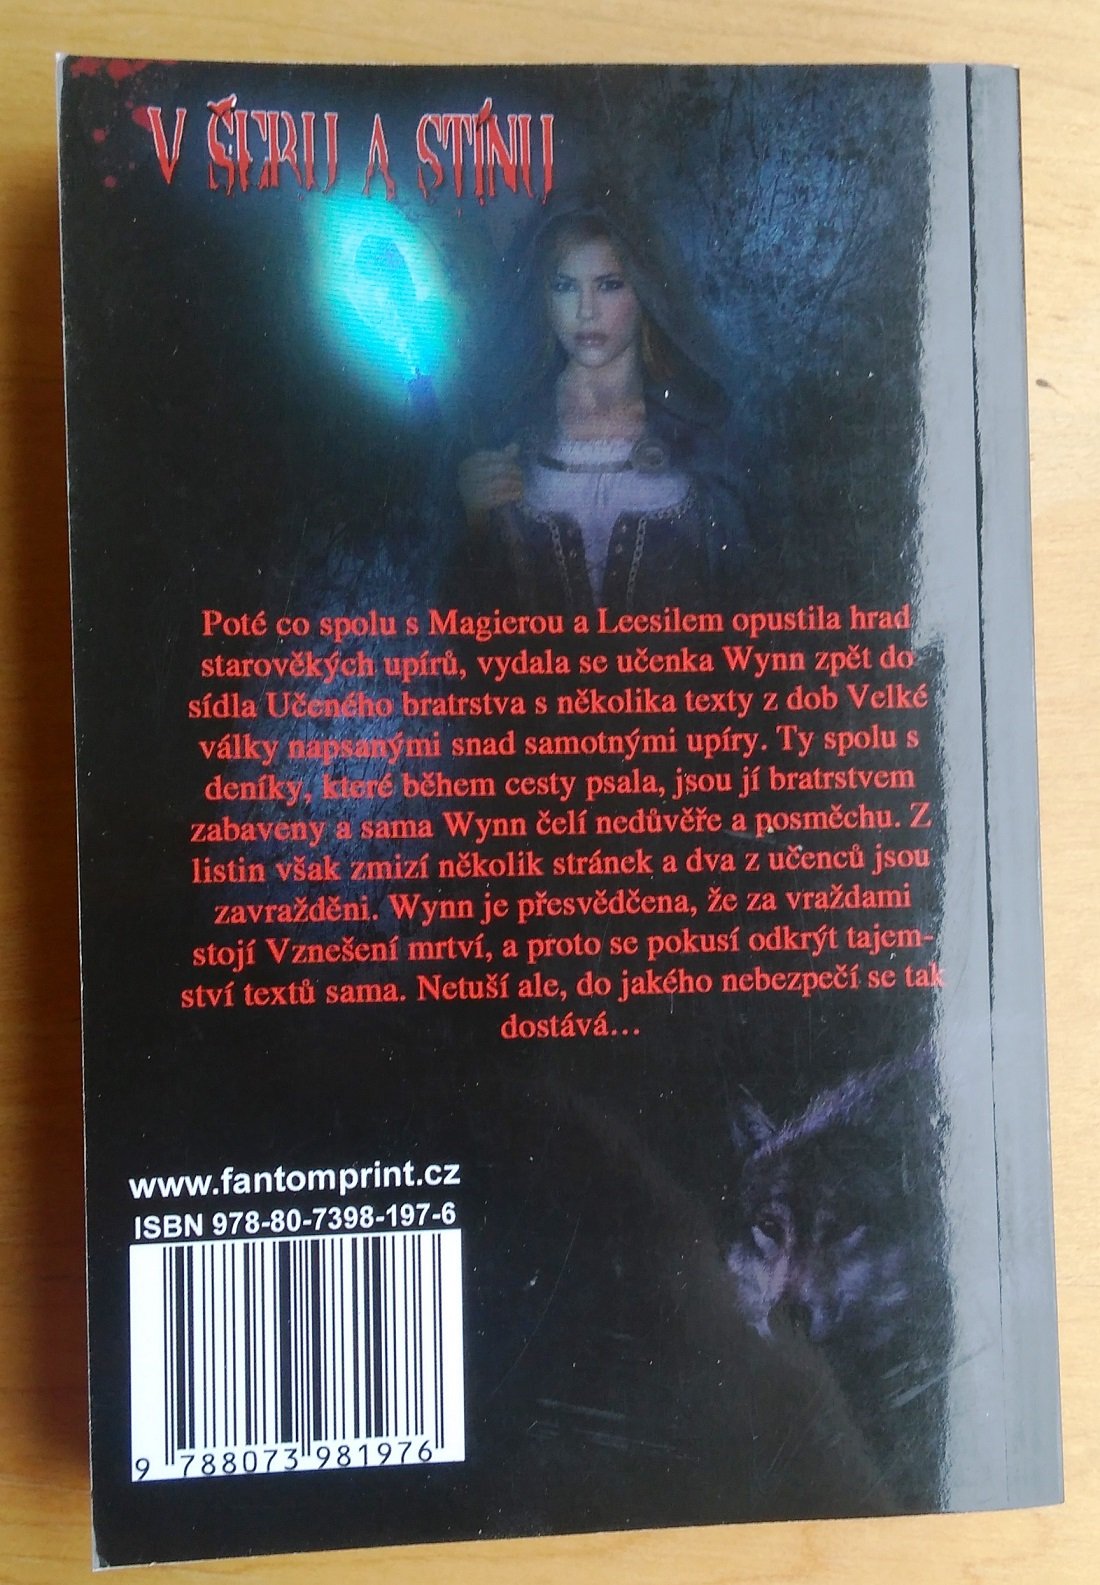 V ŠERU A STÍNU
Poté co spolu s Magierou a Leesilem opustila hrad
starověkých upírů, vydala se učenka Wynn zpět do
sídla Učeného bratrstva s několika texty z dob Velké
války napsanými snad samotnými upíry. Ty spolu s
deníky, které během cesty psala, jsou jí bratrstvem
zabaveny a sama Wynn čelí nedůvěře a posměchu. Z
listin však zmizí několik stránek a dva z učenců jsou
zavražděni. Wynn je přesvědčena, že za vraždami
stojí Vznešení mrtví, a proto se pokusí odkrýt tajem-
ství textů sama. Netuší ale, do jakého nebezpečí se tak
dostává...
www.fantomprint.cz
ISBN 978-80-7398-197-6
9 788073 981976